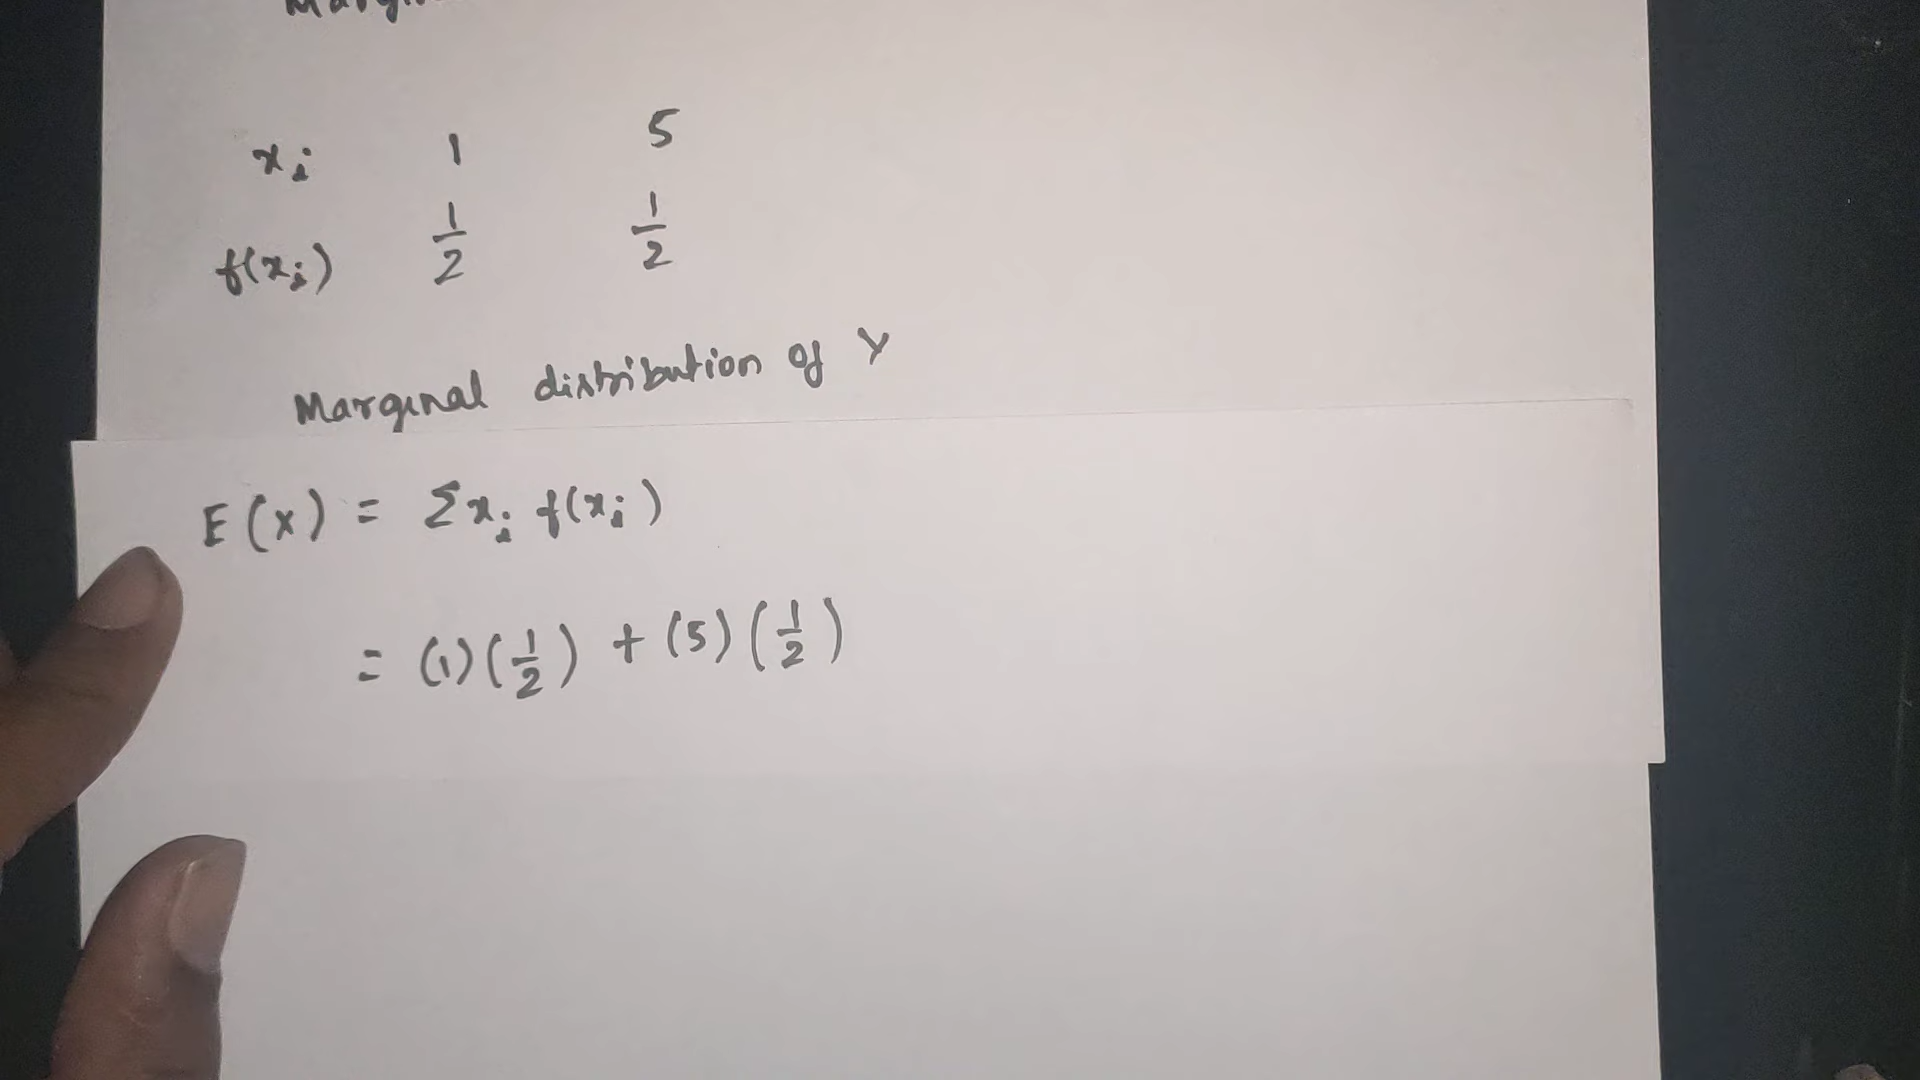 xi 1 5
f(xi) 1/2 1/2
Marginal distribution of Y
E(x) = Σxi f(xi)
= (1)(1/2) + (5)(1/2)